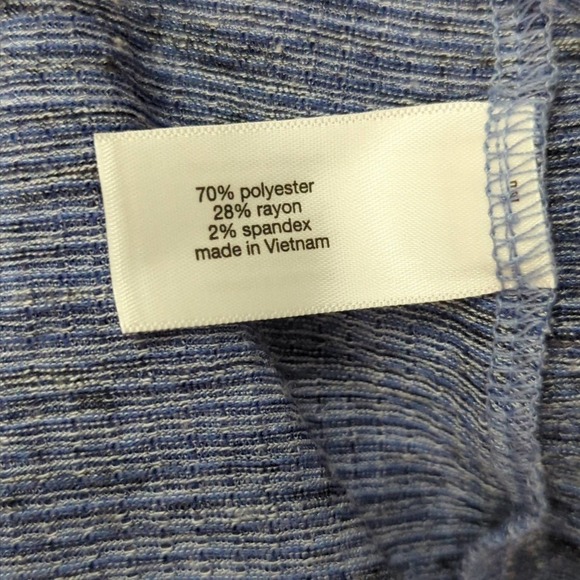 70% polyester
28% rayon
2% spandex
made in Vietnam